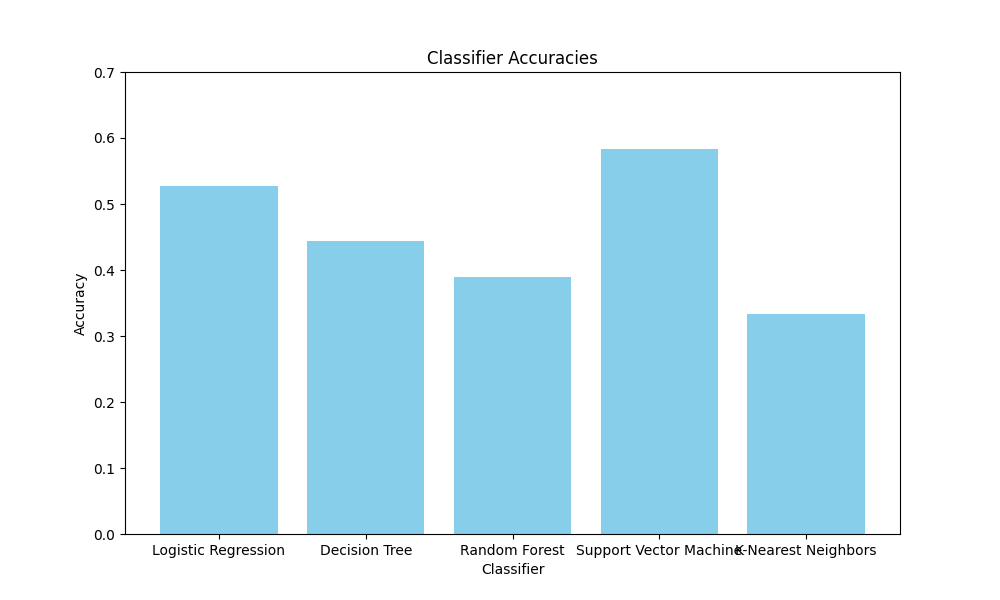 Classifier Accuracies
0.7
0.6
0.5
0.4
0.3
0.2
0.1
0.0
Accuracy
Logistic Regression
Decision Tree
Random Forest
Support Vector Machine
K-Nearest Neighbors
Classifier